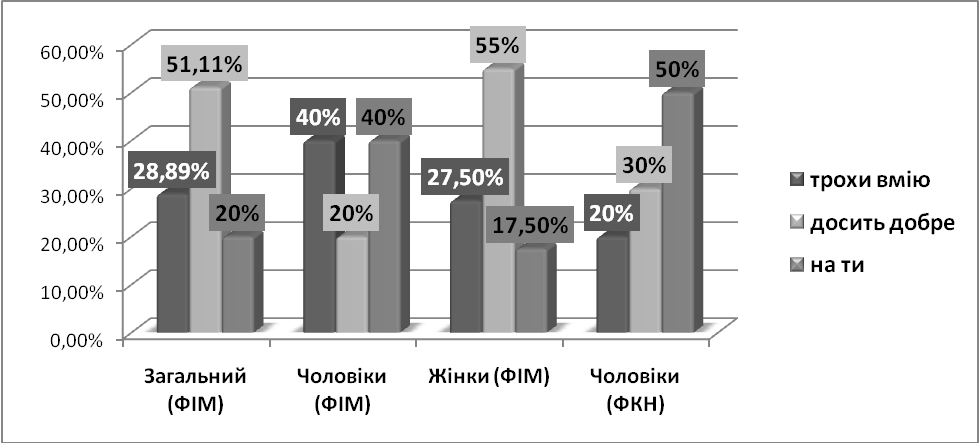 60,00%
50,00%
40,00%
30,00%
20,00%
10,00%
0,00%
28,89%
51,11%
20%
40%
20%
40%
27,50%
55%
17,50%
20%
30%
50%
Загальний
(ФІМ)
Чоловіки
(ФІМ)
Жінки (ФІМ)
Чоловіки
(ФКН)
трохи вмію
досить добре
на ти